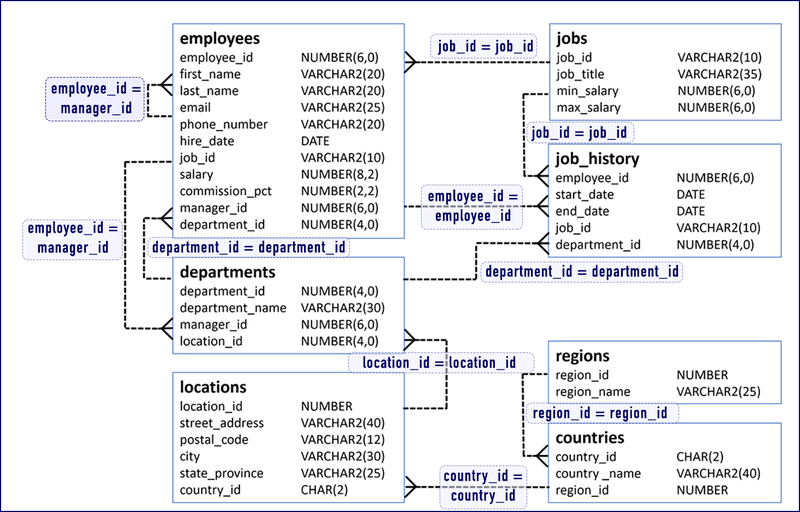 employees
employee_id NUMBER(6,0)
first_name VARCHAR2(20)
last_name VARCHAR2(20)
email VARCHAR2(25)
phone_number VARCHAR2(20)
hire_date DATE
job_id VARCHAR2(10)
salary NUMBER(8,2)
commission_pct NUMBER(2,2)
manager_id NUMBER(6,0)
department_id NUMBER(4,0)
employee_id =
manager_id
employee_id =
manager_id
department_id = department_id
departments
department_id NUMBER(4,0)
department_name VARCHAR2(30)
manager_id NUMBER(6,0)
location_id NUMBER(4,0)
location_id = location_id
locations
location_id NUMBER
street_address VARCHAR2(40)
postal_code VARCHAR2(12)
city VARCHAR2(30)
state_province VARCHAR2(25)
country_id CHAR(2)
job_id = job_id
jobs
job_id VARCHAR2(10)
job_title VARCHAR2(35)
min_salary NUMBER(6,0)
max_salary NUMBER(6,0)
job_id = job_id
job_history
employee_id NUMBER(6,0)
start_date DATE
end_date DATE
job_id VARCHAR2(10)
department_id NUMBER(4,0)
employee_id =
employee_id
department_id = department_id
regions
region_id NUMBER
region_name VARCHAR2(25)
region_id = region_id
countries
country_id CHAR(2)
country _name VARCHAR2(40)
region_id NUMBER
country_id =
country_id